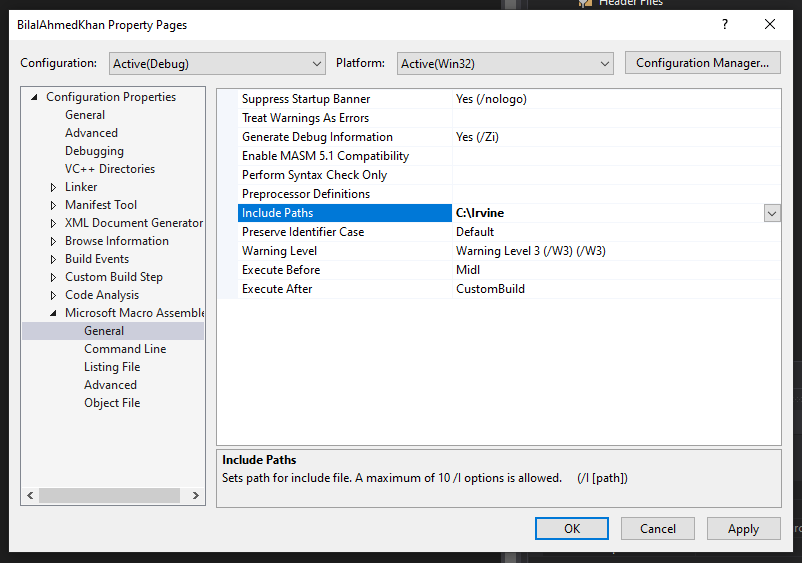 Header Files
BilalAhmedKhan Property Pages
?
Configuration: Active(Debug) Platform: Active(Win32) Configuration Manager...
Configuration Properties
General
Advanced
Debugging
VC++ Directories
Linker
Manifest Tool
XML Document Generator
Browse Information
Build Events
Custom Build Step
Code Analysis
Microsoft Macro Assemble
General
Command Line
Listing File
Advanced
Object File
Suppress Startup Banner Yes (/nologo)
Treat Warnings As Errors
Generate Debug Information Yes (/Zi)
Enable MASM 5.1 Compatibility
Perform Syntax Check Only
Preprocessor Definitions
Include Paths C:\Irvine
Preserve Identifier Case Default
Warning Level Warning Level 3 (/W3) (/W3)
Execute Before Midl
Execute After CustomBuild
Include Paths
Sets path for include file. A maximum of 10 /I options is allowed. (/I [path])
OK Cancel Apply